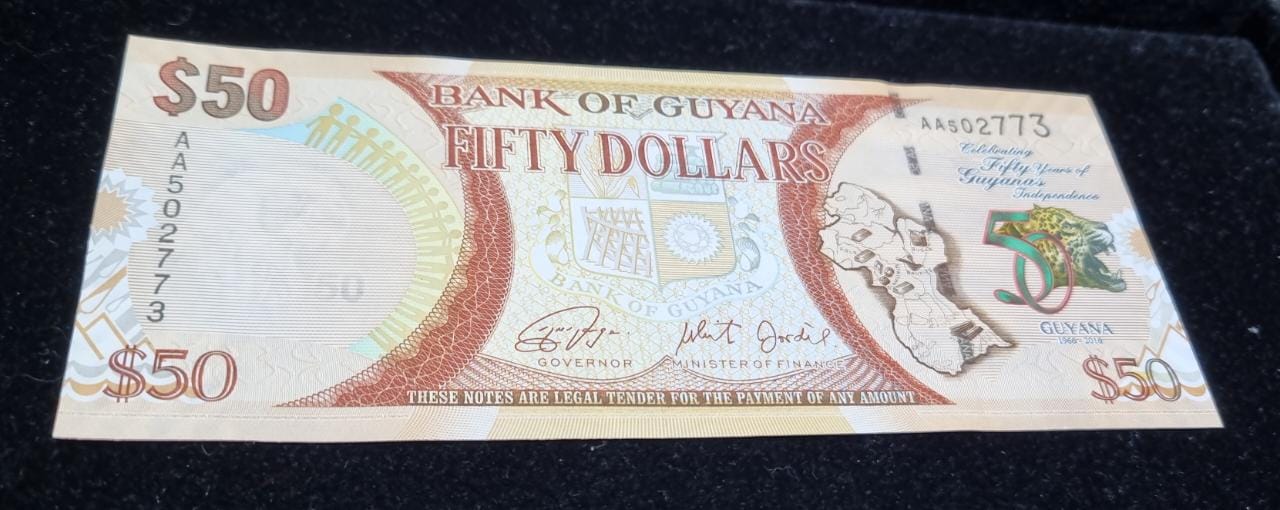 $50
BANK OF GUYANA
FIFTY DOLLARS
AA502773
AA502773
Celebrating
Fifty Years of
Guyana's
Independence
50
50
BANK OF GUYANA
GUYANA
1966-2016
GOVERNOR
MINISTER OF FINANCE
$50
$50
THESE NOTES ARE LEGAL TENDER FOR THE PAYMENT OF ANY AMOUNT